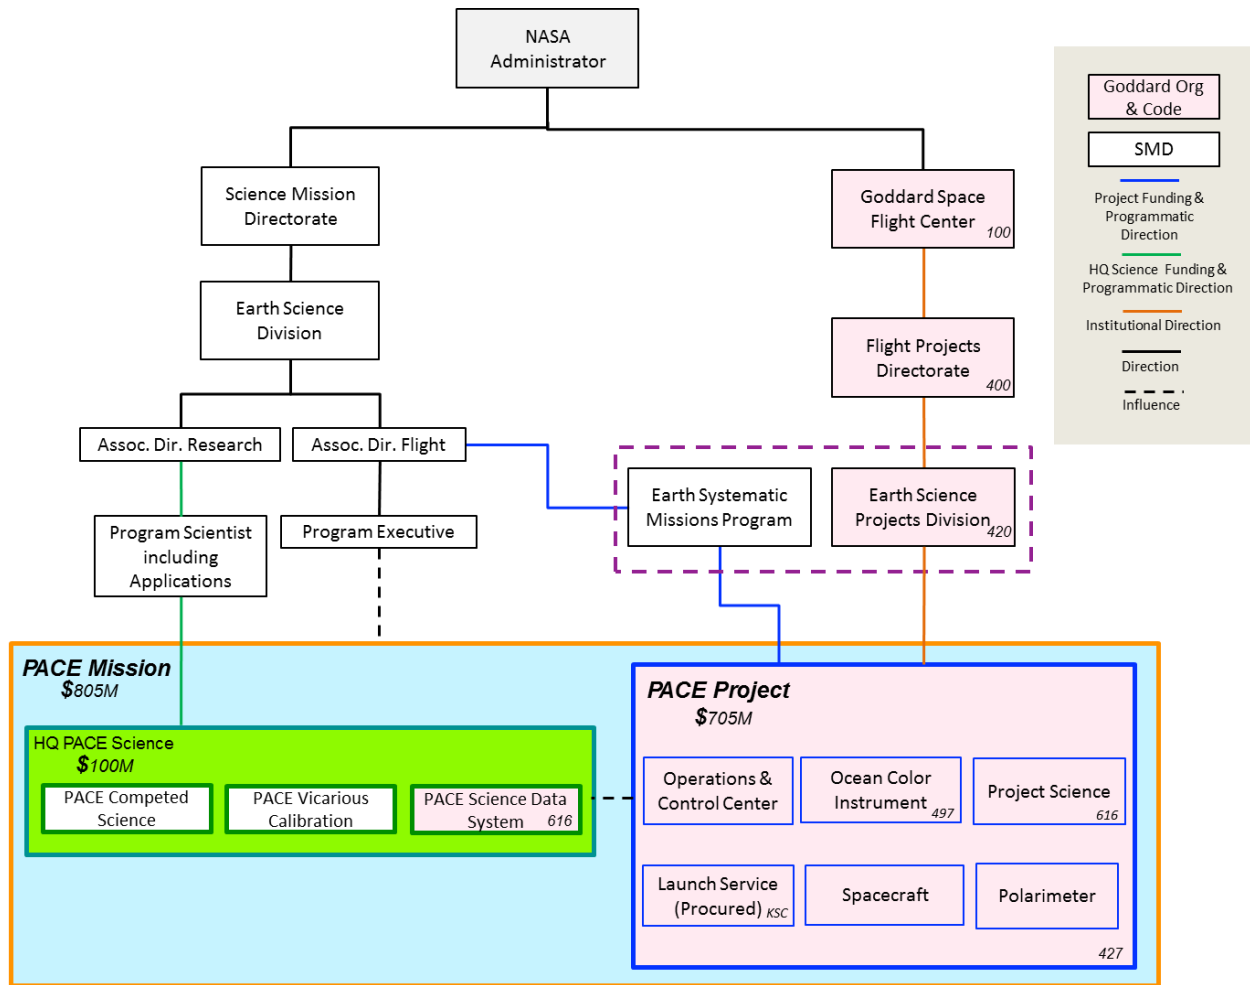 NASA
Administrator
Goddard Org
& Code
SMD
Project Funding &
Programmatic
Direction
HQ Science Funding &
Programmatic Direction
Institutional Direction
Direction
Influence
Science Mission
Directorate
Goddard Space
Flight Center
100
Earth Science
Division
Flight Projects
Directorate
400
Assoc. Dir. Research
Assoc. Dir. Flight
Earth Systematic
Missions Program
Earth Science
Projects Division
420
Program Scientist
including
Applications
Program Executive
PACE Mission
$805M
HQ PACE Science
$100M
PACE Competed
Science
PACE Vicarious
Calibration
PACE Science Data
System
616
PACE Project
$705M
Operations &
Control Center
Ocean Color
Instrument
497
Project Science
616
Launch Service
(Procured)
KSC
Spacecraft
Polarimeter
427